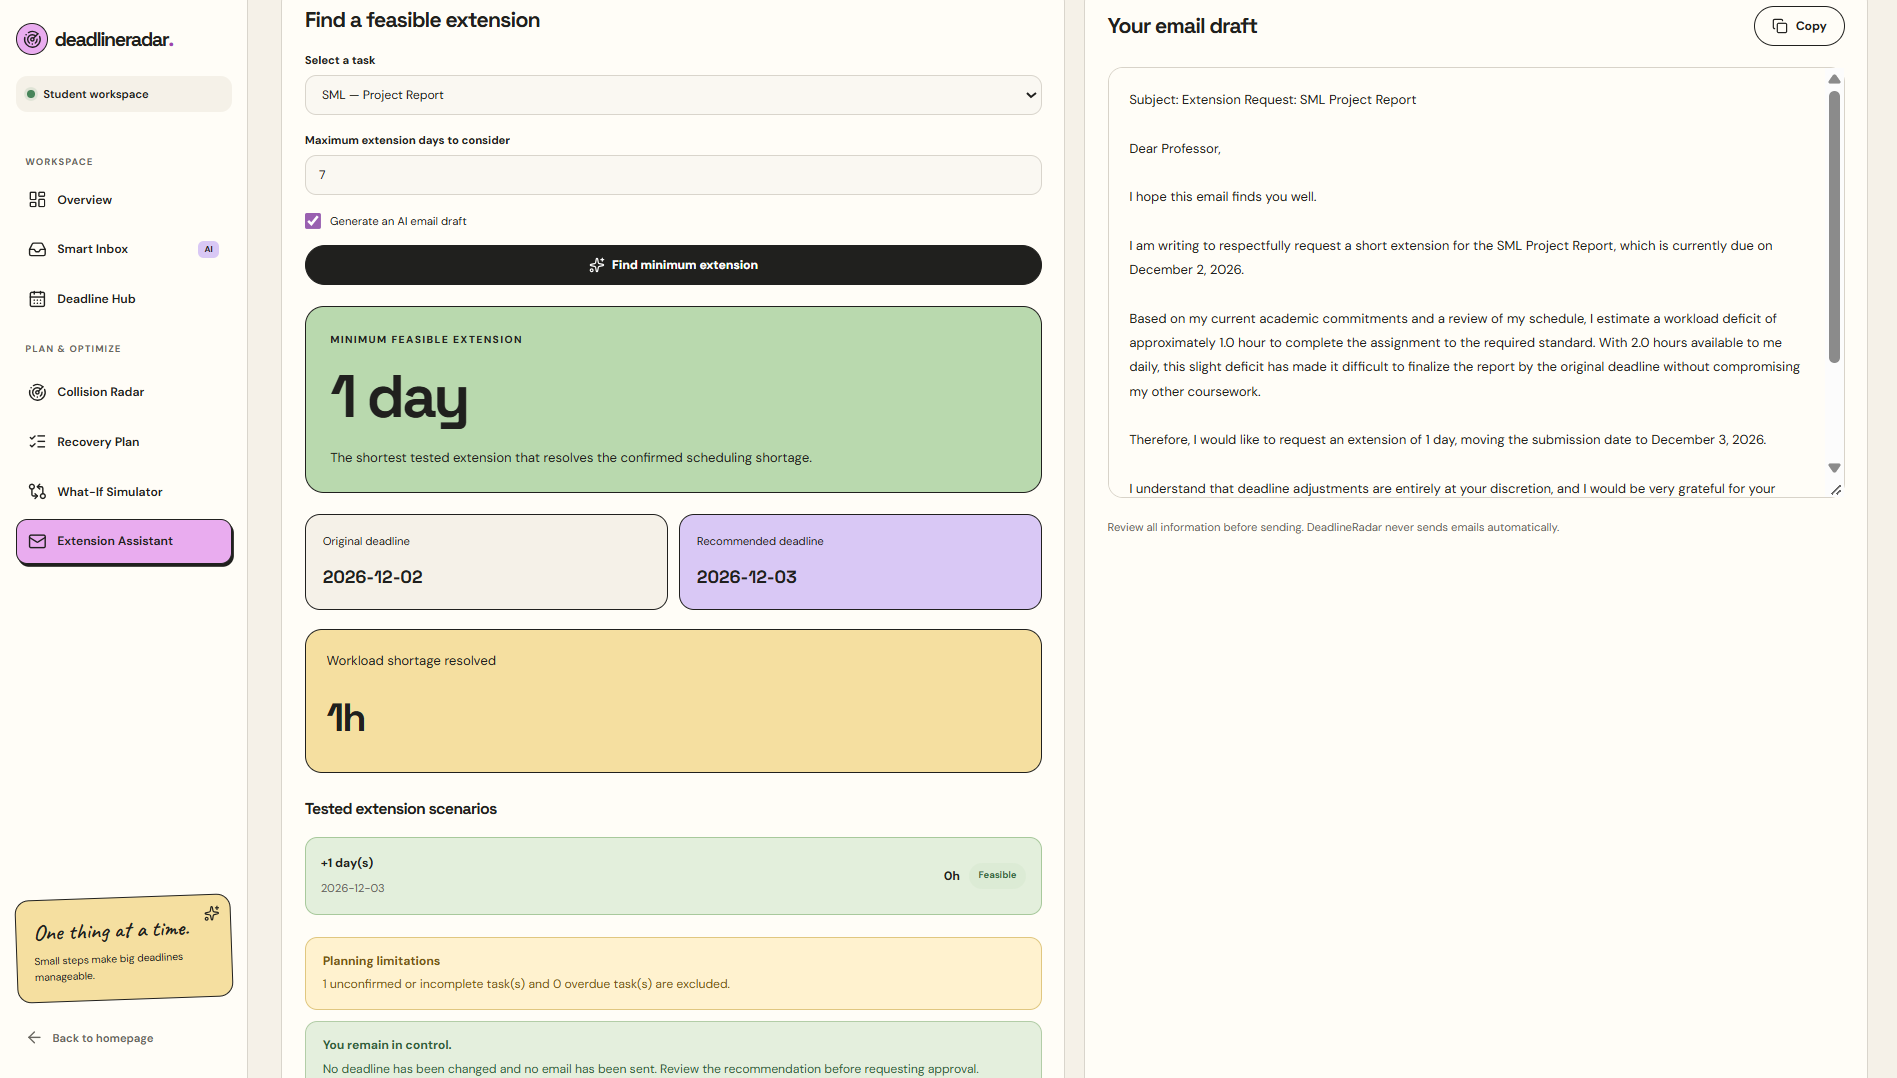 deadlineradar.
Student workspace
WORKSPACE
Overview
Smart Inbox
AI
Deadline Hub
PLAN & OPTIMIZE
Collision Radar
Recovery Plan
What-If Simulator
Extension Assistant
One thing at a time.
Small steps make big deadlines
manageable.
Back to homepage
Find a feasible extension
Select a task
SML — Project Report
Maximum extension days to consider
7
Generate an AI email draft
Find minimum extension
MINIMUM FEASIBLE EXTENSION
1 day
The shortest tested extension that resolves the confirmed scheduling shortage.
Original deadline
2026-12-02
Recommended deadline
2026-12-03
Workload shortage resolved
1h
Tested extension scenarios
+1 day(s)
2026-12-03
0h
Feasible
Planning limitations
1 unconfirmed or incomplete task(s) and 0 overdue task(s) are excluded.
You remain in control.
No deadline has been changed and no email has been sent. Review the recommendation before requesting approval.
Your email draft
Copy
Subject: Extension Request: SML Project Report
Dear Professor,
I hope this email finds you well.
I am writing to respectfully request a short extension for the SML Project Report, which is currently due on
December 2, 2026.
Based on my current academic commitments and a review of my schedule, I estimate a workload deficit of
approximately 1.0 hour to complete the assignment to the required standard. With 2.0 hours available to me
daily, this slight deficit has made it difficult to finalize the report by the original deadline without compromising
my other coursework.
Therefore, I would like to request an extension of 1 day, moving the submission date to December 3, 2026.
I understand that deadline adjustments are entirely at your discretion, and I would be very grateful for your
Review all information before sending. DeadlineRadar never sends emails automatically.